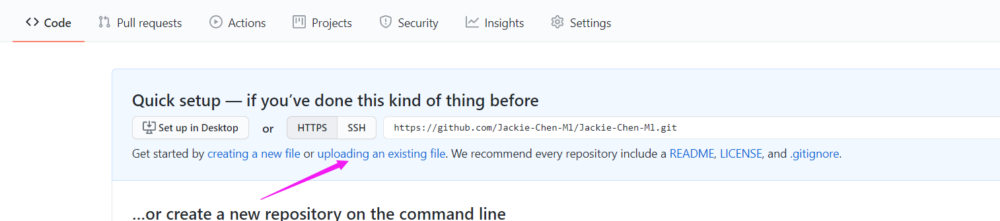 Code Pull requests Actions Projects Security Insights Settings
Quick setup — if you’ve done this kind of thing before
Set up in Desktop or HTTPS SSH https://github.com/Jackie-Chen-Ml/Jackie-Chen-Ml.git
Get started by creating a new file or uploading an existing file. We recommend every repository include a README, LICENSE, and .gitignore.
…or create a new repository on the command line